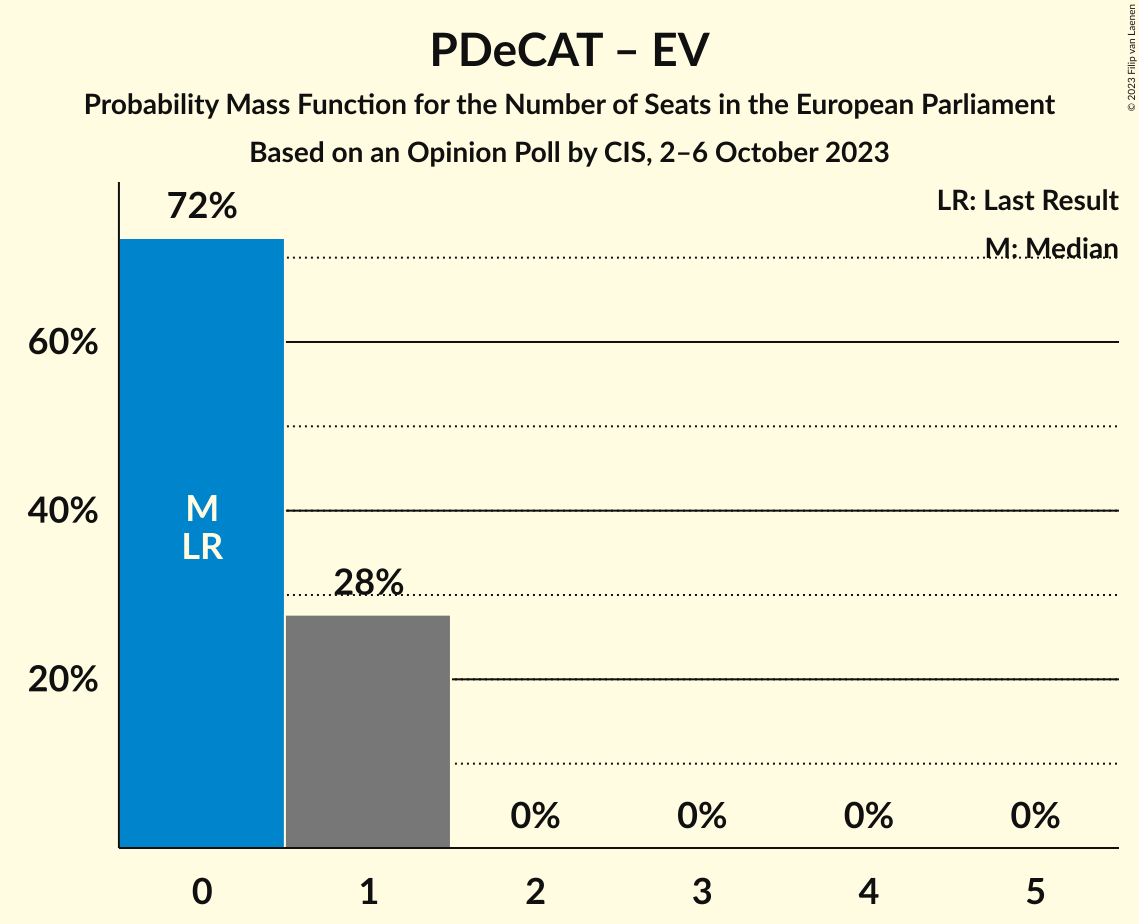 PDeCAT – EV
Probability Mass Function for the Number of Seats in the European Parliament
Based on an Opinion Poll by CIS, 2–6 October 2023
© 2023 Filip van Laenen
LR: Last Result
M: Median
72%
60%
40%
20%
M
LR
28%
0% 0% 0% 0%
0 1 2 3 4 5